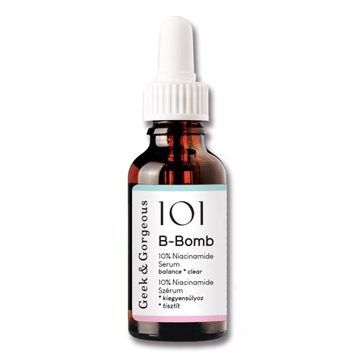 Geek & Gorgeous
101
B-Bomb
10% Niacinamide
Serum
balance * clear
10% Niacinamide
Szérum
* kiegyensúlyoz
* tisztít